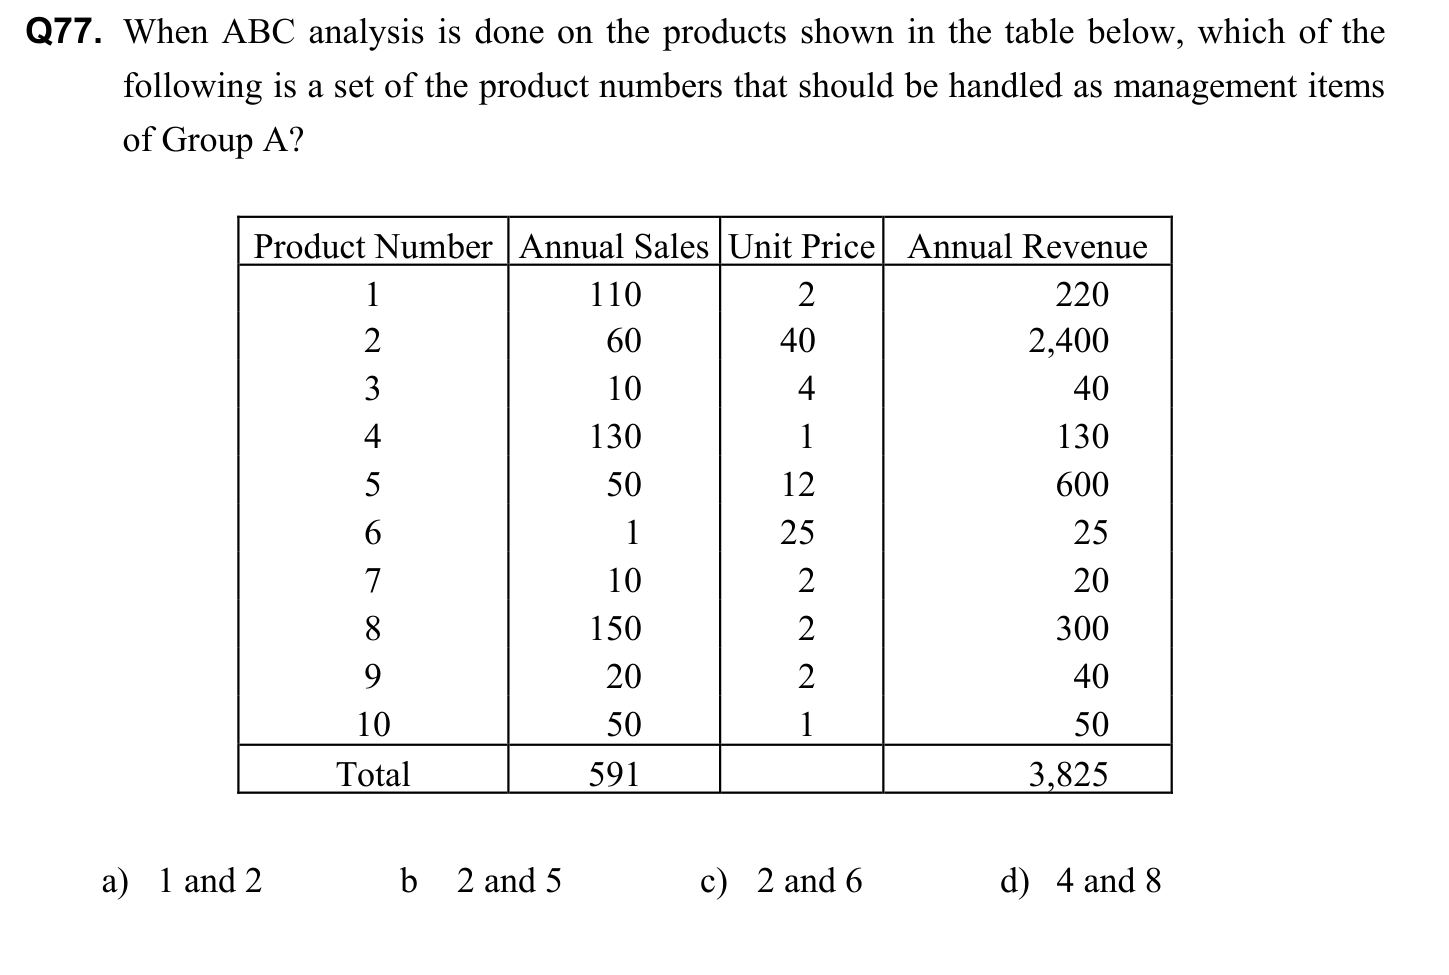 Q77. When ABC analysis is done on the products shown in the table below, which of the
following is a set of the product numbers that should be handled as management items
of Group A?
Product Number Annual Sales Unit Price Annual Revenue
1 110 2 220
2 60 40 2,400
3 10 4 40
4 130 1 130
5 50 12 600
6 1 25 25
7 10 2 20
8 150 2 300
9 20 2 40
10 50 1 50
Total 591 3,825
a) 1 and 2 b 2 and 5 c) 2 and 6 d) 4 and 8